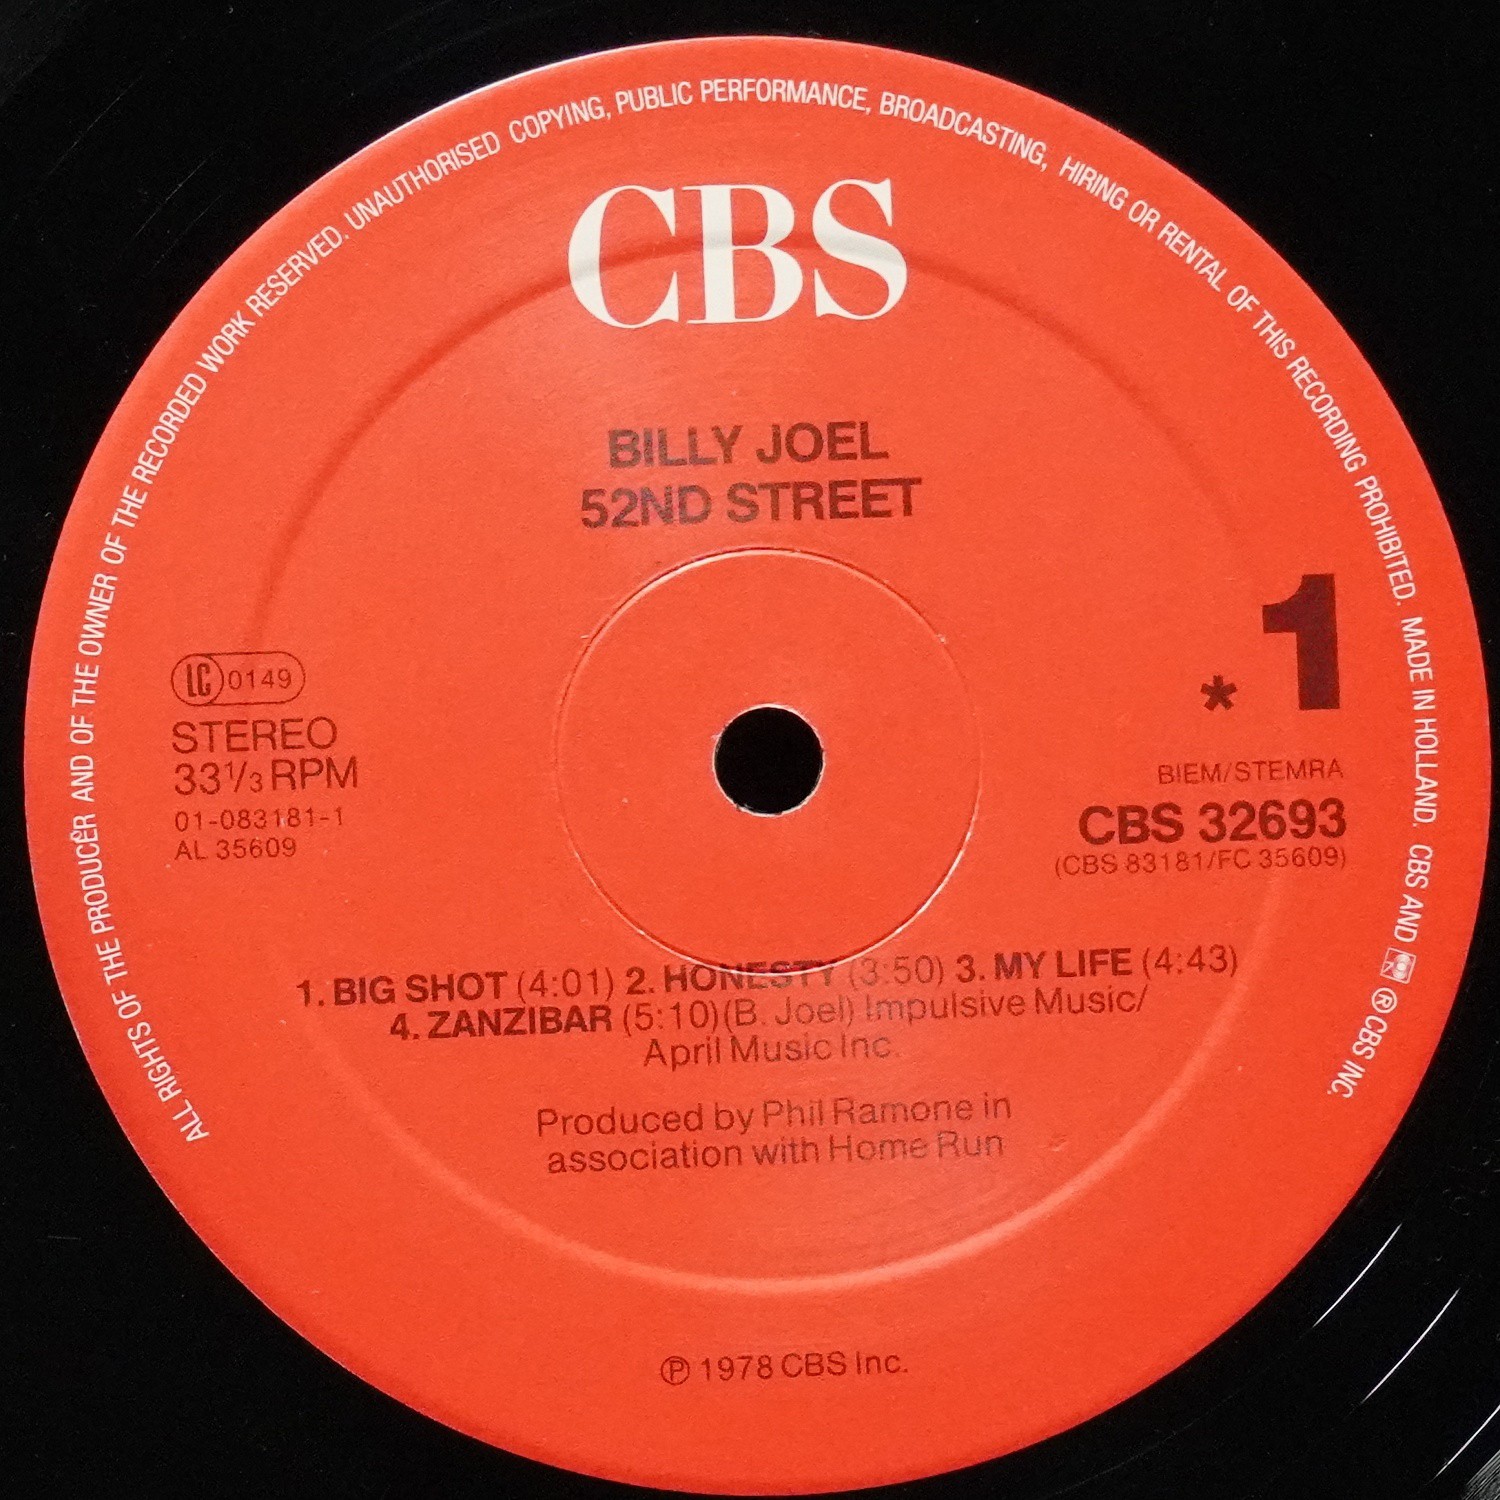 ALL RIGHTS OF THE PRODUCER AND OF THE OWNER OF THE RECORDED WORK RESERVED. UNAUTHORISED COPYING, PUBLIC PERFORMANCE, BROADCASTING, HIRING OR RENTAL OF THIS RECORDING PROHIBITED. MADE IN HOLLAND. CBS AND ® CBS INC.
CBS
BILLY JOEL
52ND STREET
LC 0149
STEREO
33 1/3 RPM
01-083181-1
AL 35609
* 1
BIEM/STEMRA
CBS 32693
(CBS 83181/FC 35609)
1. BIG SHOT (4:01) 2. HONESTY (3:50) 3. MY LIFE (4:43)
4. ZANZIBAR (5:10) (B. Joel) Impulsive Music/
April Music Inc.
Produced by Phil Ramone in
association with Home Run
℗ 1978 CBS Inc.